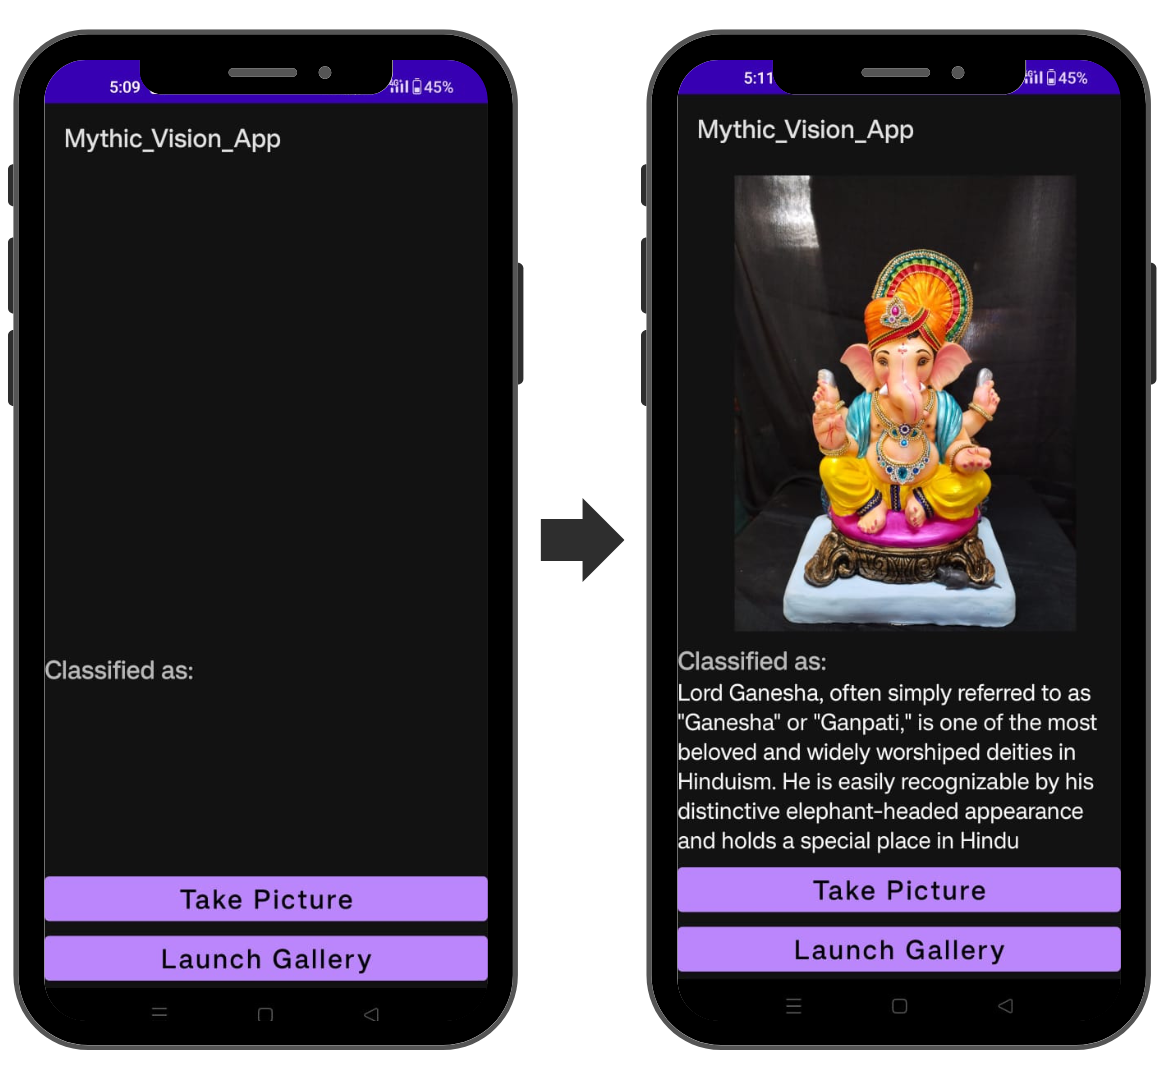 5:09
45%
Mythic_Vision_App
Classified as:
Take Picture
Launch Gallery
5:11
45%
Mythic_Vision_App
Classified as:
Lord Ganesha, often simply referred to as
"Ganesha" or "Ganpati," is one of the most
beloved and widely worshiped deities in
Hinduism. He is easily recognizable by his
distinctive elephant-headed appearance
and holds a special place in Hindu
Take Picture
Launch Gallery